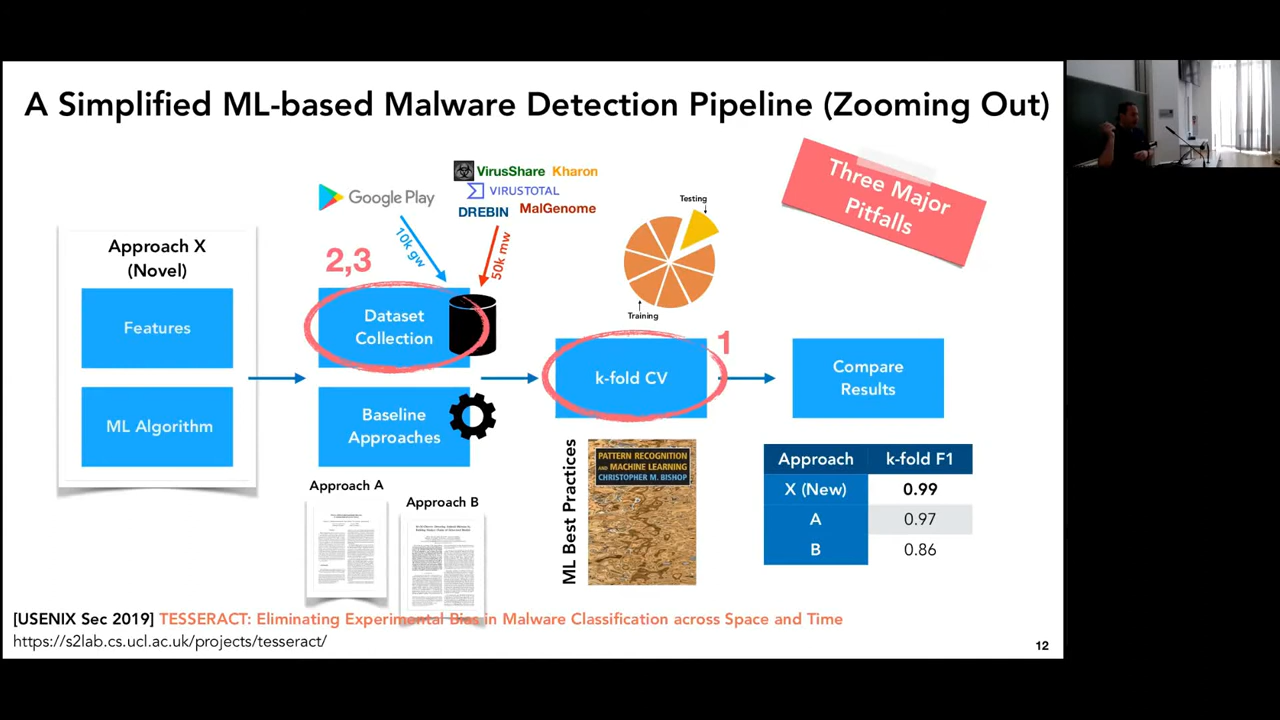 A Simplified ML-based Malware Detection Pipeline (Zooming Out)
Three Major
Pitfalls
VirusShare Kharon
VIRUSTOTAL
DREBIN MalGenome
Google Play
10k gw
50k mw
2,3
Approach X
(Novel)
Features
ML Algorithm
Dataset
Collection
Baseline
Approaches
Approach A
Approach B
Testing
Training
1
k-fold CV
ML Best Practices
PATTERN RECOGNITION
AND MACHINE LEARNING
CHRISTOPHER M. BISHOP
Compare
Results
Approach k-fold F1
X (New) 0.99
A 0.97
B 0.86
[USENIX Sec 2019] TESSERACT: Eliminating Experimental Bias in Malware Classification across Space and Time
https://s2lab.cs.ucl.ac.uk/projects/tesseract/
12